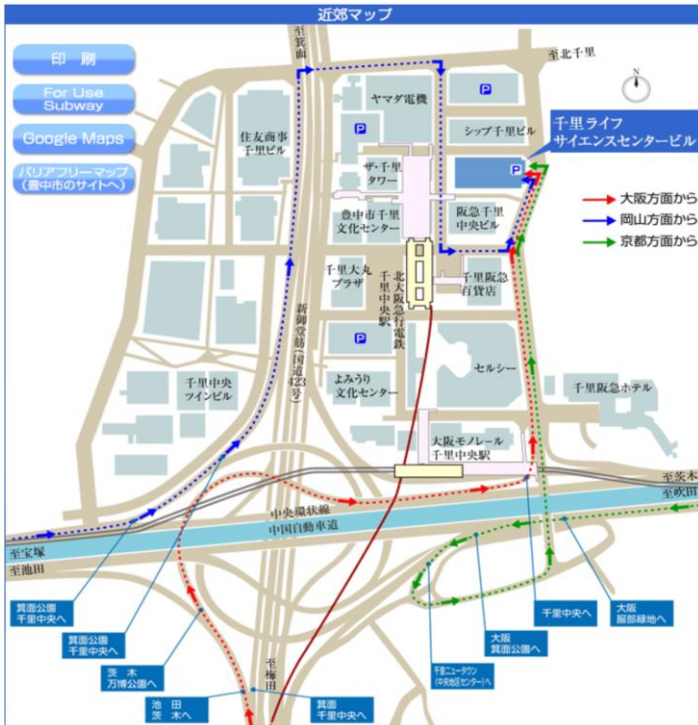 近郊マップ
印 刷
For Use
Subway
Google Maps
バリアフリーマップ
(豊中市のサイトへ)
至箕面
至北千里
N
ヤマダ電機
P
P
住友商事
千里ビル
シップ千里ビル
千里ライフ
サイエンスセンタービル
P
ザ・千里
タワー
豊中市千里
文化センター
阪急千里
中央ビル
大阪方面から
岡山方面から
京都方面から
千里大丸
プラザ
北大阪急行電鉄
千里中央駅
千里阪急
百貨店
新御堂筋(国道423号)
P
千里中央
ツインビル
よみうり
文化センター
セルシー
千里阪急ホテル
大阪モノレール
千里中央駅
至茨木
至吹田
中央環状線
中国自動車道
至宝塚
至池田
箕面公園
千里中央へ
箕面公園
千里中央へ
茨 木
万博公園へ
池 田
茨木へ
至梅田
箕面
千里中央へ
千里ニュータウン
(中央地区センター)へ
大阪
箕面公園へ
千里中央へ
大阪
服部緑地へ